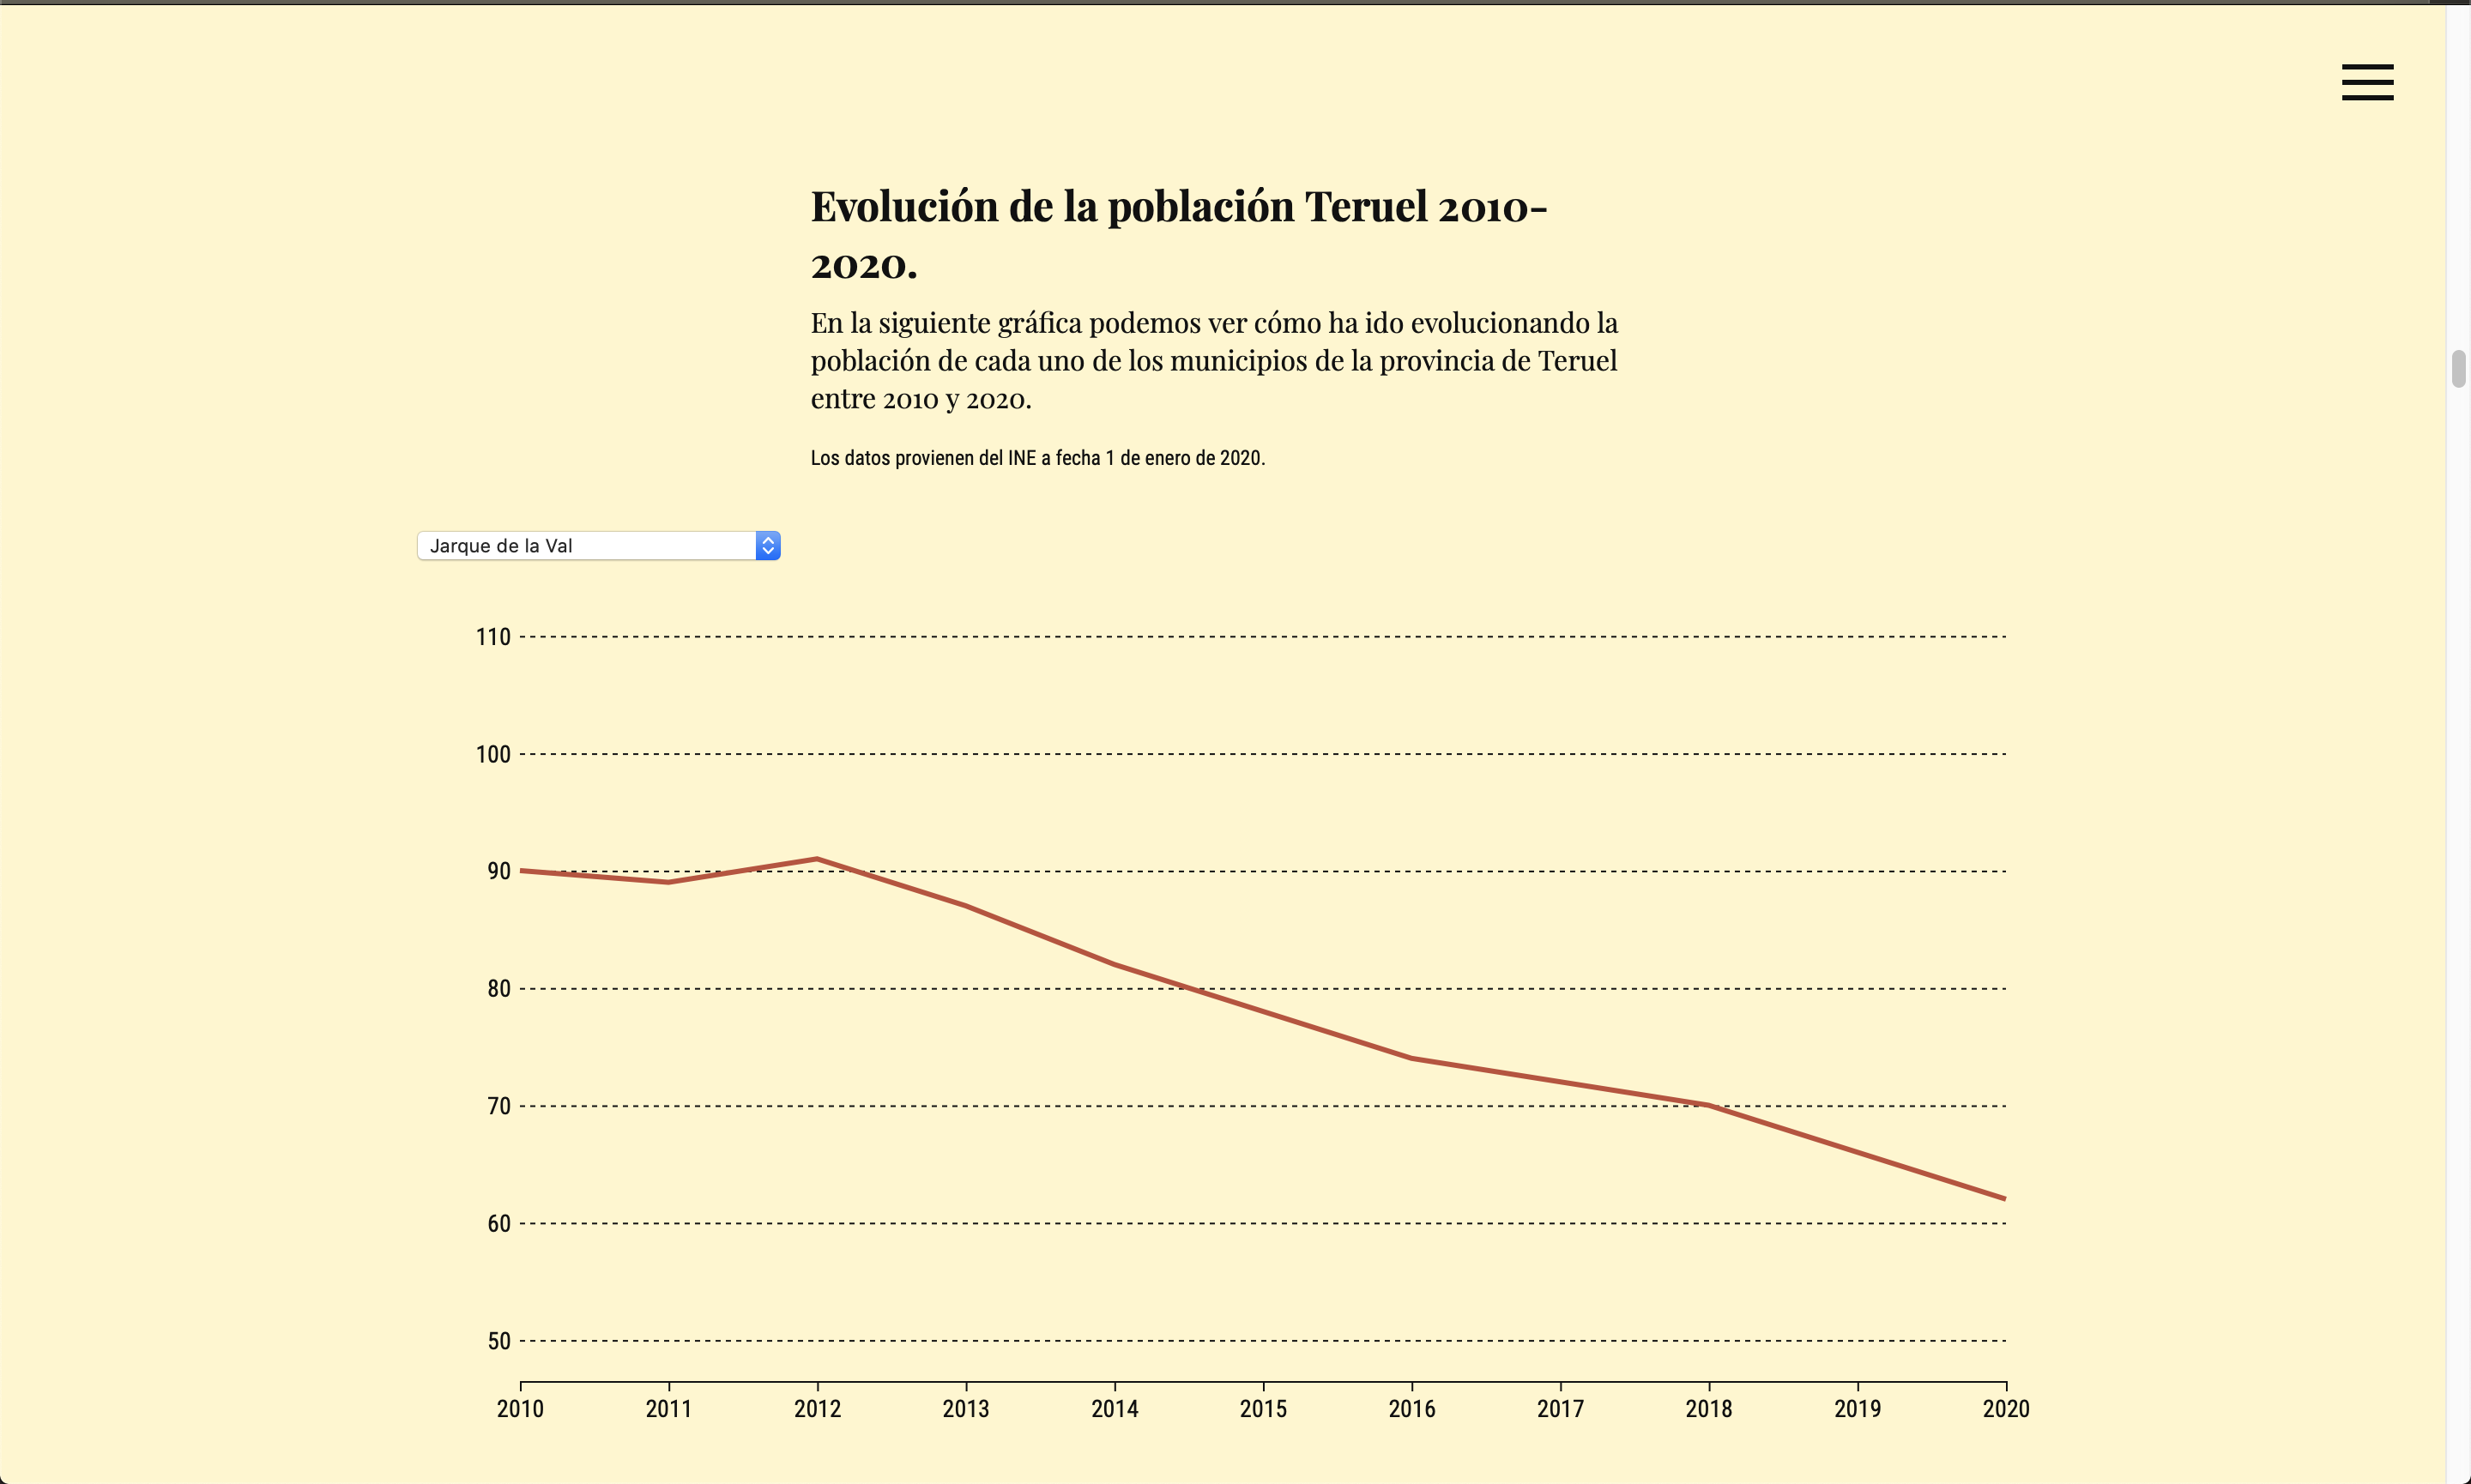 Evolución de la población Teruel 2010-
2020.
En la siguiente gráfica podemos ver cómo ha ido evolucionando la
población de cada uno de los municipios de la provincia de Teruel
entre 2010 y 2020.
Los datos provienen del INE a fecha 1 de enero de 2020.
Jarque de la Val
110
100
90
80
70
60
50
2010 2011 2012 2013 2014 2015 2016 2017 2018 2019 2020